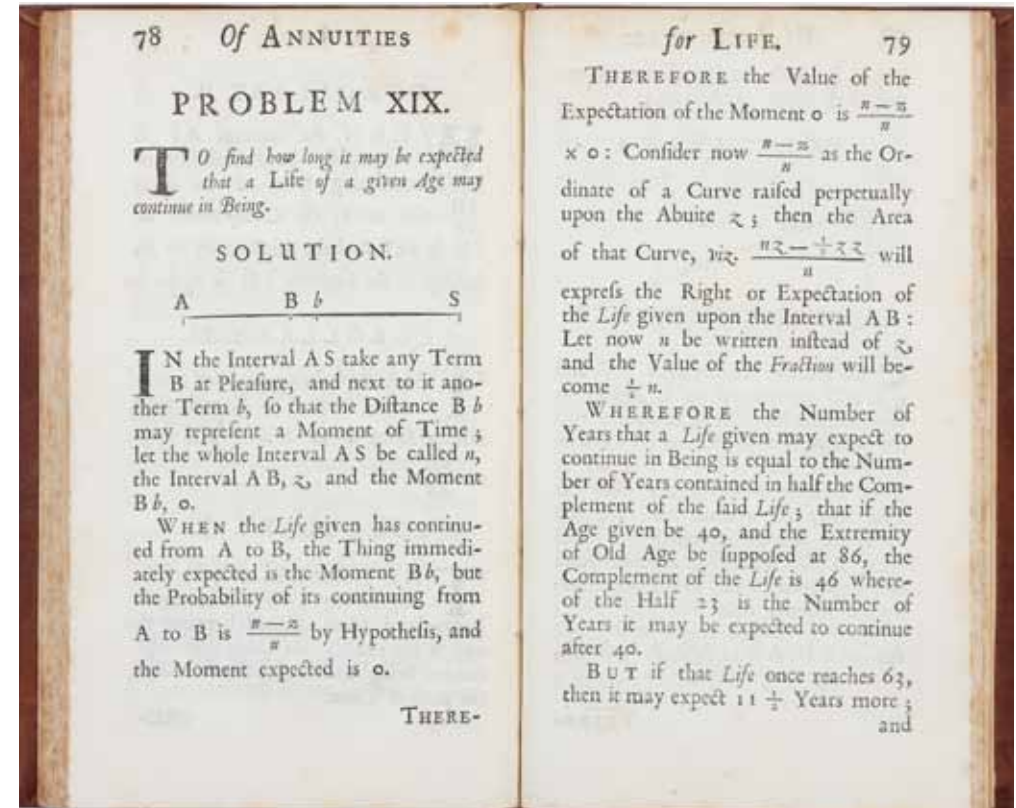 78 Of ANNUITIES
PROBLEM XIX.
TO find how long it may be expected
that a Life of a given Age may
continue in Being.
SOLUTION.
A B b S
IN the Interval A S take any Term
B at Pleaſure, and next to it ano-
ther Term b, ſo that the Diſtance B b
may repreſent a Moment of Time ;
let the whole Interval A S be called n,
the Interval A B, z, and the Moment
B b, o.
WHEN the Life given has continu-
ed from A to B, the Thing immedi-
ately expected is the Moment B b, but
the Probability of its continuing from
A to B is (n — z)/n by Hypotheſis, and
the Moment expected is o.
THERE-
for LIFE. 79
THEREFORE the Value of the
Expectation of the Moment o is (n — z)/n
x o : Conſider now (n — z)/n as the Or-
dinate of a Curve raiſed perpetually
upon the Abuite z ; then the Area
of that Curve, viz. (nz — ½ zz)/n will
expreſs the Right or Expectation of
the Life given upon the Interval A B :
Let now n be written inſtead of z,
and the Value of the Fraction will be-
come ½ n.
WHEREFORE the Number of
Years that a Life given may expect to
continue in Being is equal to the Num-
ber of Years contained in half the Com-
plement of the ſaid Life ; that if the
Age given be 40, and the Extremity
of Old Age be ſuppoſed at 86, the
Complement of the Life is 46 where-
of the Half 23 is the Number of
Years it may be expected to continue
after 40.
BUT if that Life once reaches 63,
then it may expect 11 ½ Years more ;
and